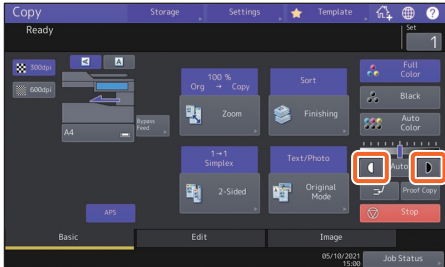 Copy
Storage
Settings
Template
Ready
Set
1
300dpi
600dpi
A
A4
Bypass
Feed
APS
100 %
Org → Copy
Zoom
Sort
Finishing
1→1
Simplex
2-Sided
Text/Photo
Original
Mode
Full
Color
Black
Auto
Color
Auto
Proof Copy
Stop
Basic
Edit
Image
05/10/2021
15:00
Job Status